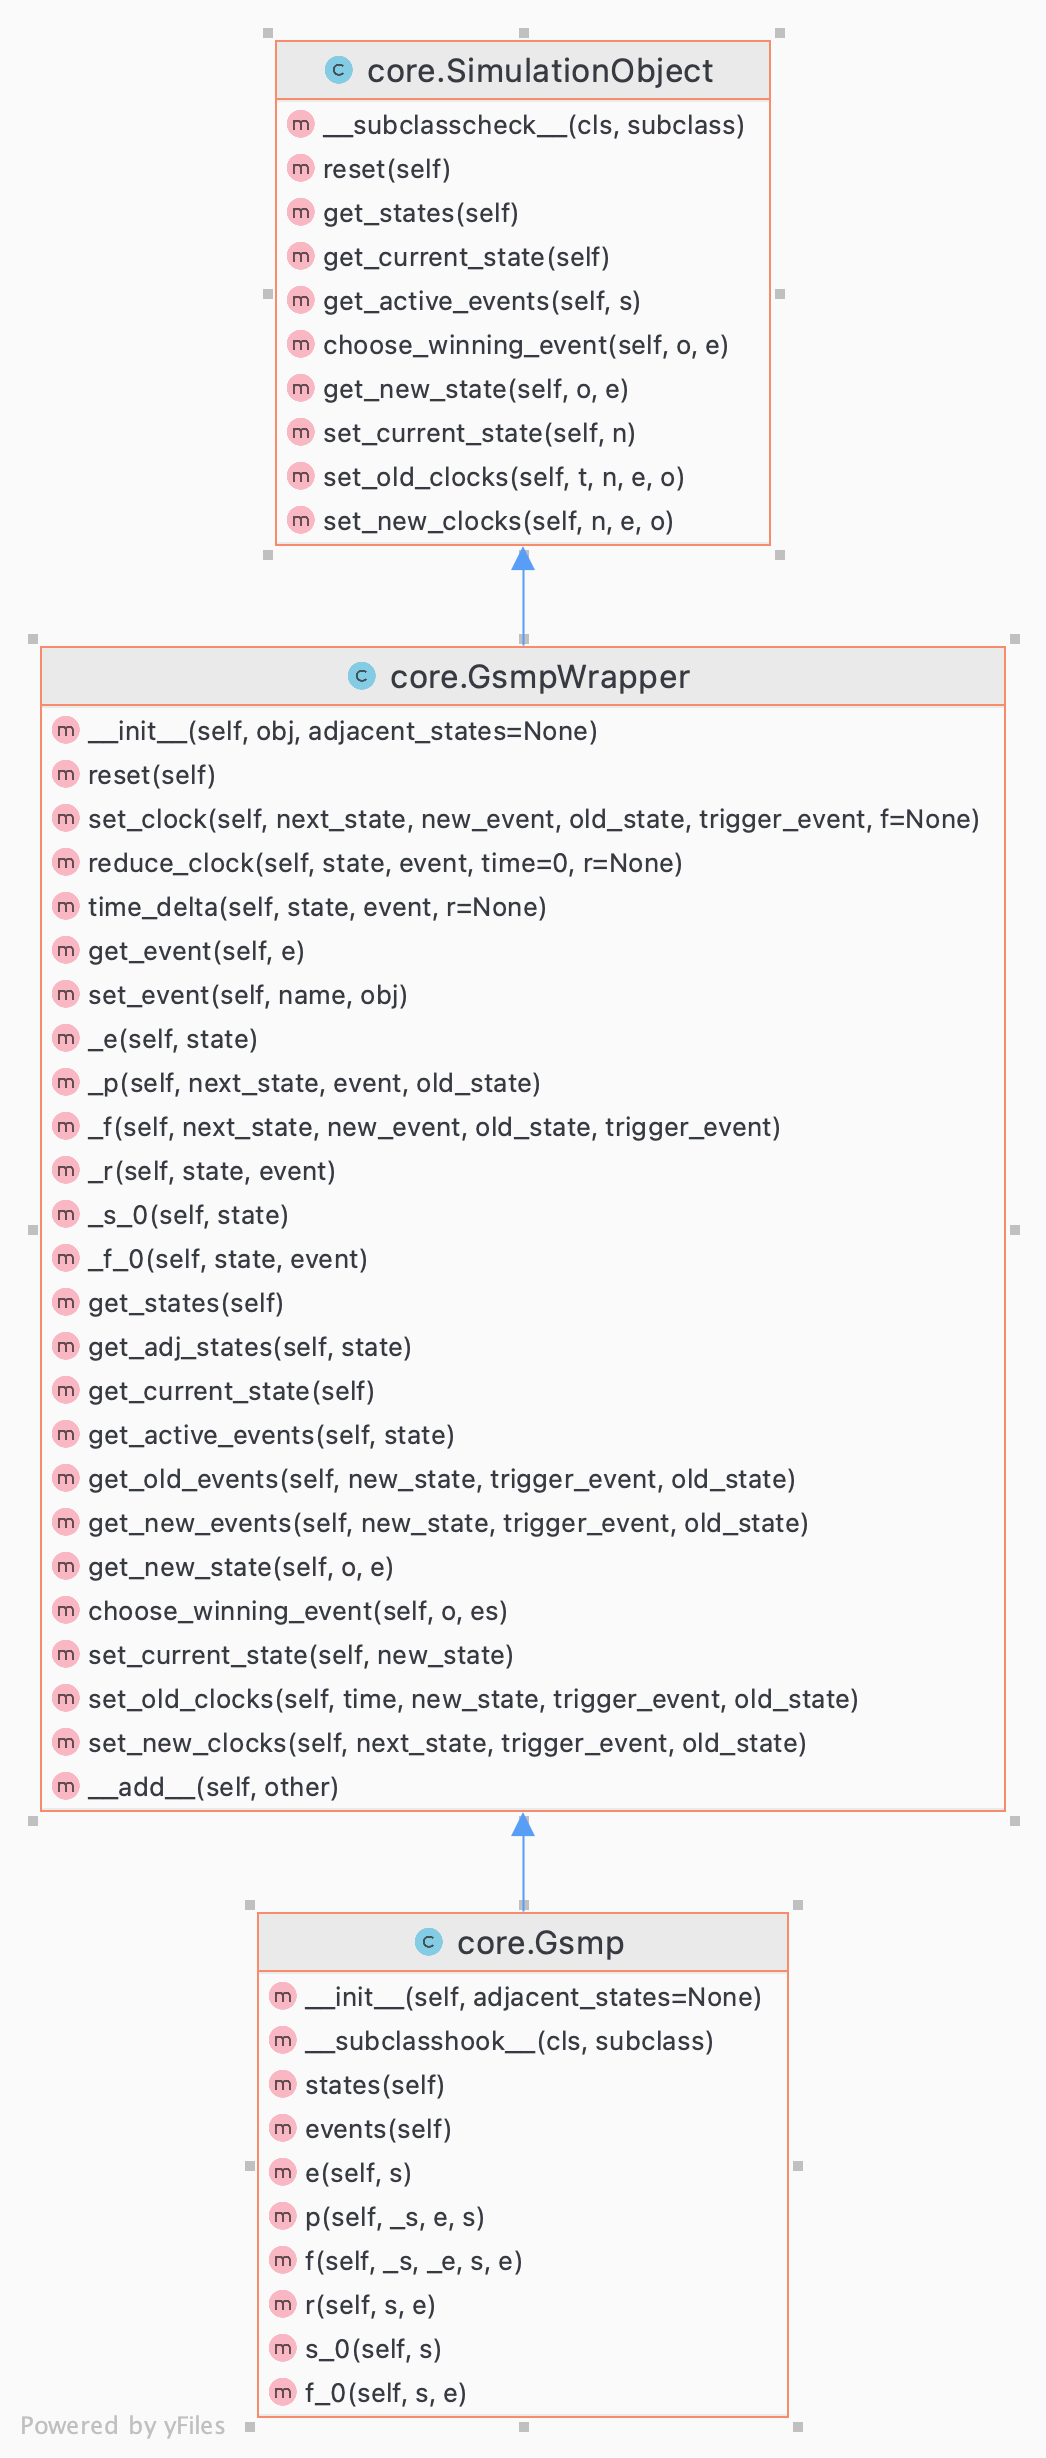 C core.SimulationObject
m __subclasscheck__(cls, subclass)
m reset(self)
m get_states(self)
m get_current_state(self)
m get_active_events(self, s)
m choose_winning_event(self, o, e)
m get_new_state(self, o, e)
m set_current_state(self, n)
m set_old_clocks(self, t, n, e, o)
m set_new_clocks(self, n, e, o)
C core.GsmpWrapper
m __init__(self, obj, adjacent_states=None)
m reset(self)
m set_clock(self, next_state, new_event, old_state, trigger_event, f=None)
m reduce_clock(self, state, event, time=0, r=None)
m time_delta(self, state, event, r=None)
m get_event(self, e)
m set_event(self, name, obj)
m _e(self, state)
m _p(self, next_state, event, old_state)
m _f(self, next_state, new_event, old_state, trigger_event)
m _r(self, state, event)
m _s_0(self, state)
m _f_0(self, state, event)
m get_states(self)
m get_adj_states(self, state)
m get_current_state(self)
m get_active_events(self, state)
m get_old_events(self, new_state, trigger_event, old_state)
m get_new_events(self, new_state, trigger_event, old_state)
m get_new_state(self, o, e)
m choose_winning_event(self, o, es)
m set_current_state(self, new_state)
m set_old_clocks(self, time, new_state, trigger_event, old_state)
m set_new_clocks(self, next_state, trigger_event, old_state)
m __add__(self, other)
C core.Gsmp
m __init__(self, adjacent_states=None)
m __subclasshook__(cls, subclass)
m states(self)
m events(self)
m e(self, s)
m p(self, _s, e, s)
m f(self, _s, _e, s, e)
m r(self, s, e)
m s_0(self, s)
m f_0(self, s, e)
Powered by yFiles